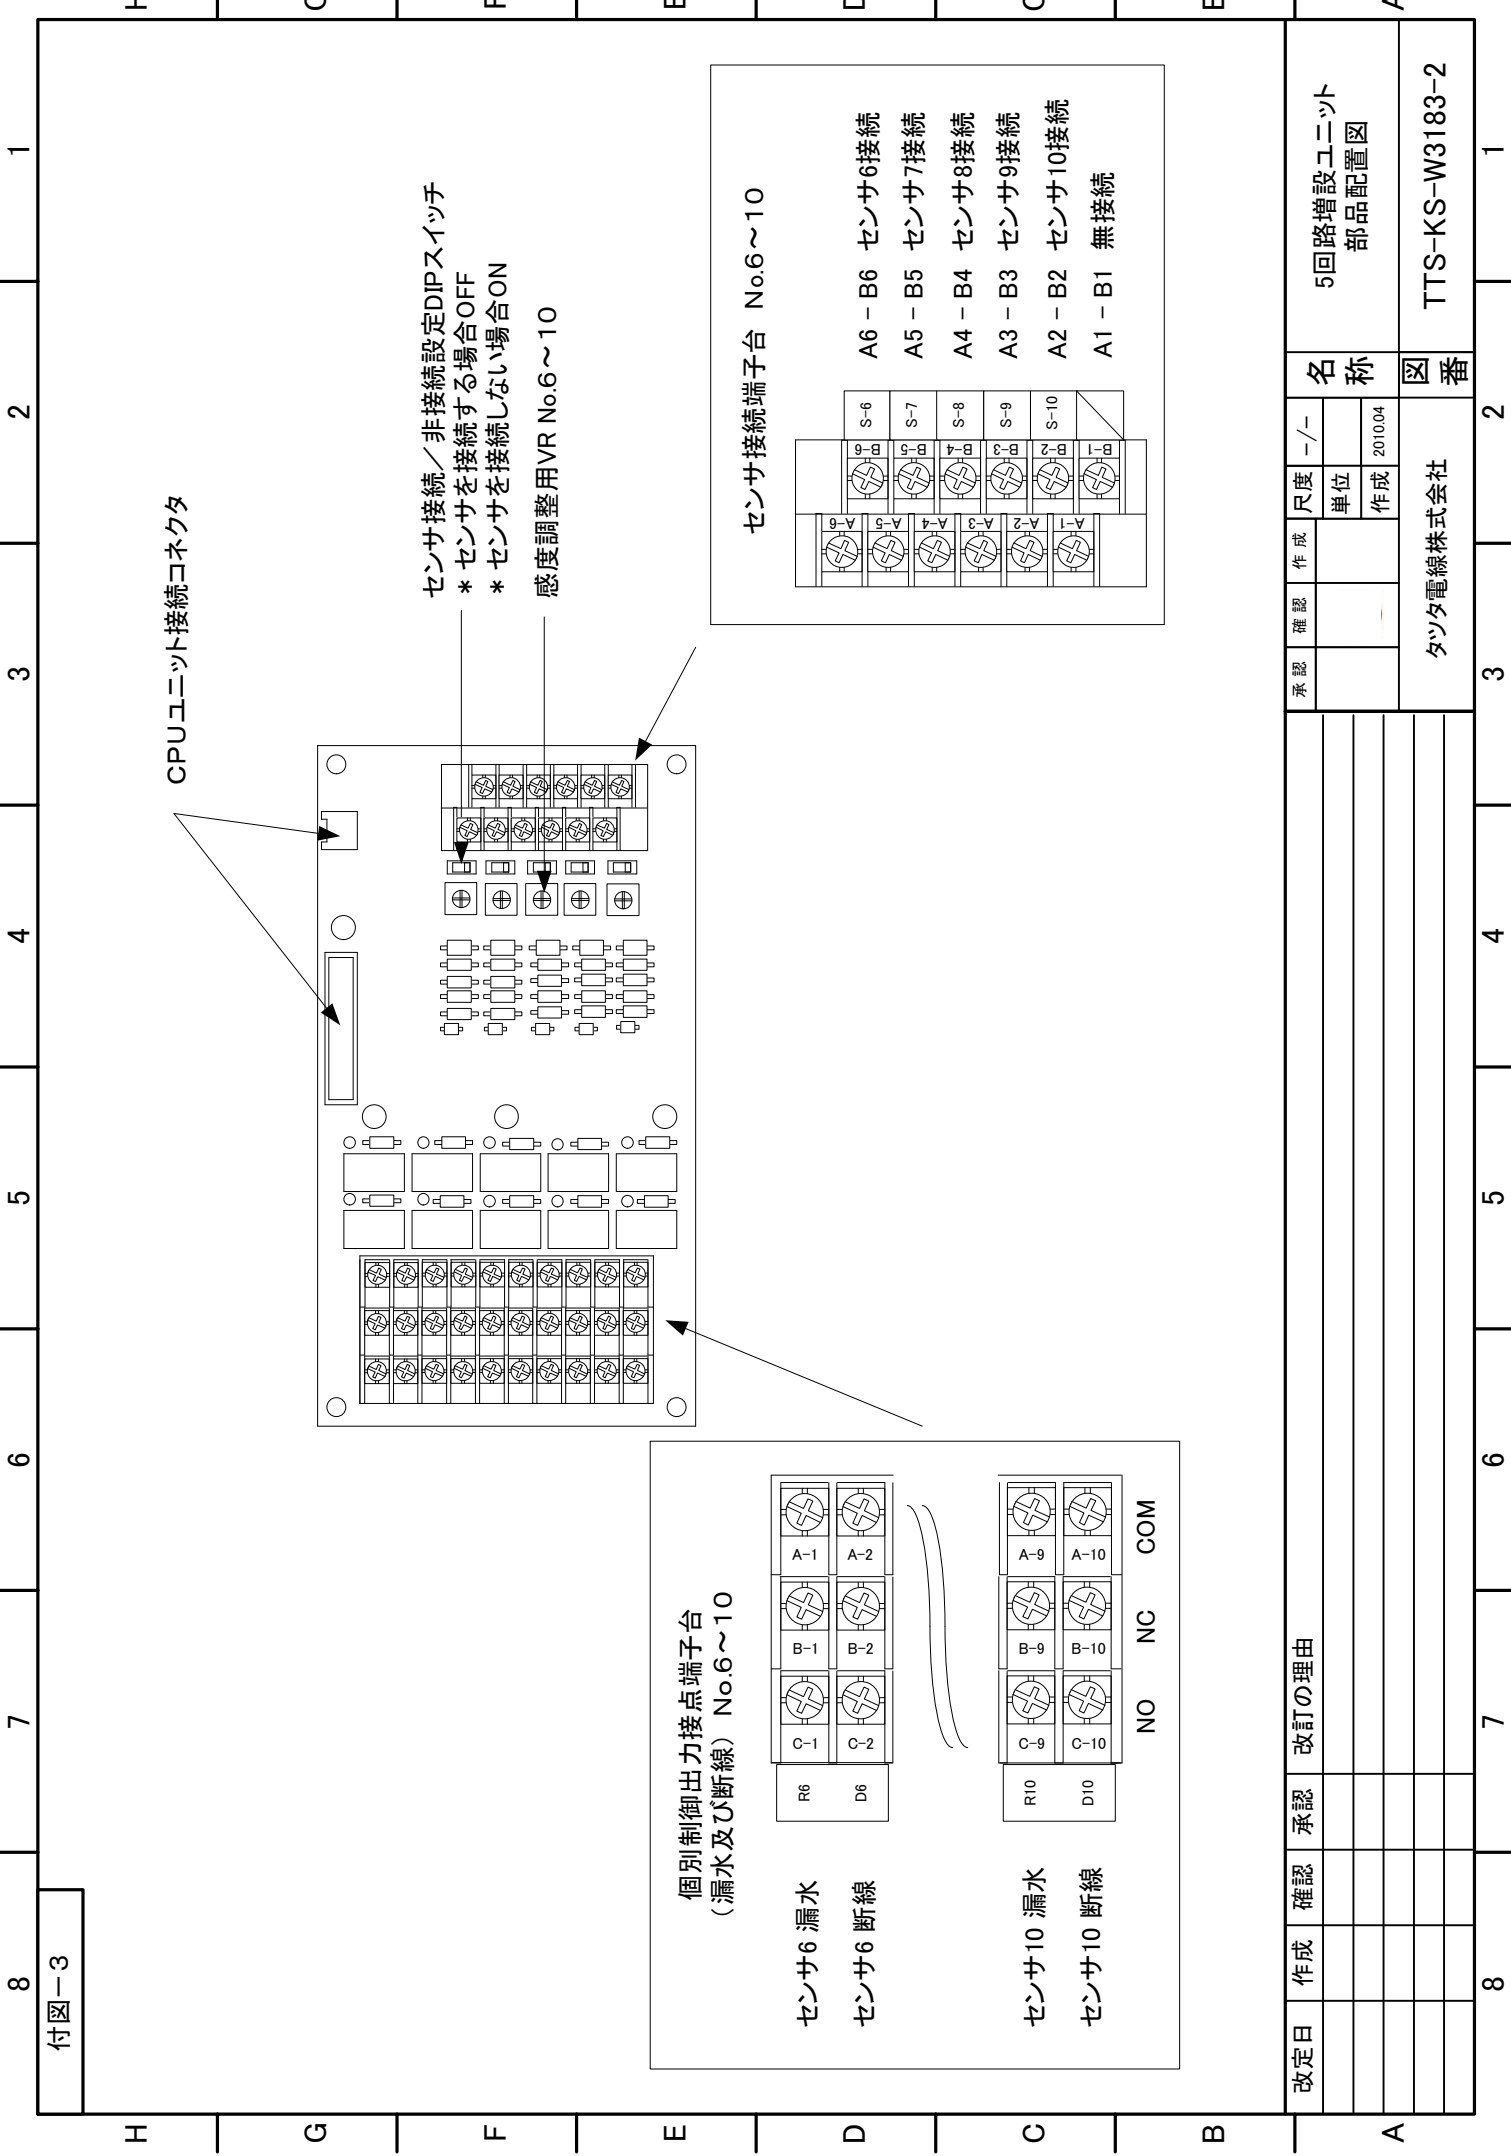 付図－３
8
7
6
5
4
3
2
1
H
G
F
E
D
C
B
A
CPUユニット接続コネクタ
センサ接続／非接続設定DIPスイッチ
＊センサを接続する場合OFF
＊センサを接続しない場合ON
感度調整用VR No.6～10
個別制御出力接点端子台
（漏水及び断線） No.6～10
センサ6 漏水
R6
C-1
B-1
A-1
センサ6 断線
D6
C-2
B-2
A-2
センサ10 漏水
R10
C-9
B-9
A-9
センサ10 断線
D10
C-10
B-10
A-10
NO
NC
COM
センサ接続端子台 No.6～10
A-6
B-6
S-6
A6 － B6 センサ6接続
A-5
B-5
S-7
A5 － B5 センサ7接続
A-4
B-4
S-8
A4 － B4 センサ8接続
A-3
B-3
S-9
A3 － B3 センサ9接続
A-2
B-2
S-10
A2 － B2 センサ10接続
A-1
B-1
A1 － B1 無接続
改定日
作成
確認
承認
改訂の理由
承認
確認
作成
尺度
-/-
単位
作成
2010.04
タツタ電線株式会社
名称
5回路増設ユニット
部品配置図
図番
TTS-KS-W3183-2
8
7
6
5
4
3
2
1
H
G
F
E
D
C
B
A